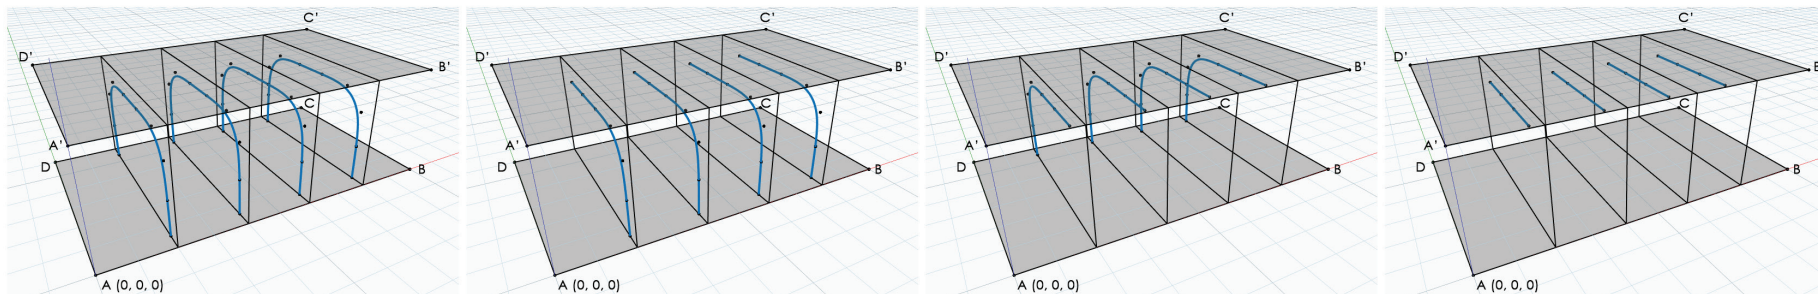 C'
D'
B'
C
A'
D
B
A (0, 0, 0)
C'
D'
B'
C
A'
D
B
A (0, 0, 0)
C'
D'
B'
C
A'
D
B
A (0, 0, 0)
C'
D'
B
C
A'
D
B
A (0, 0, 0)